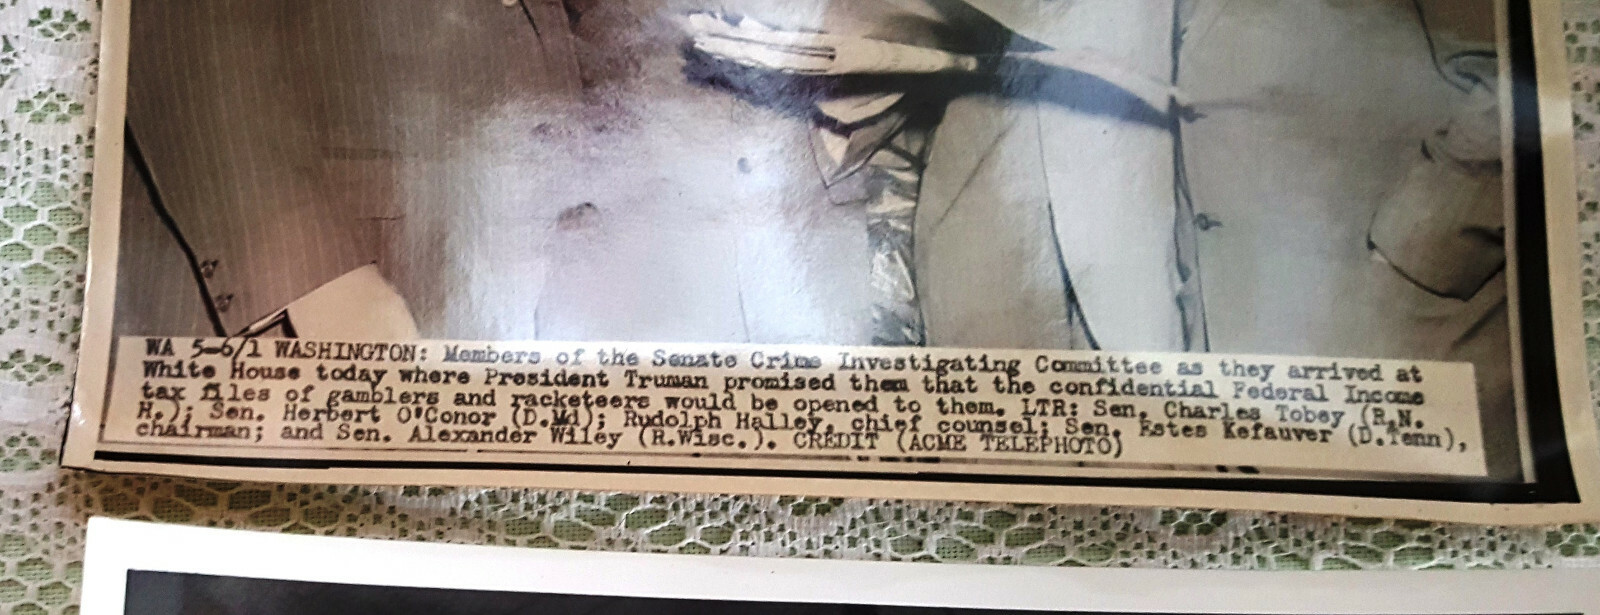 WA 5-6/1 WASHINGTON: Members of the Senate Crime Investigating Committee as they arrived at
White House today where President Truman promised them that the confidential Federal Income
tax files of gamblers and racketeers would be opened to them. LTR: Sen. Charles Tobey (R.N.
H.); Sen. Herbert O'Conor (D.Md); Rudolph Halley, chief counsel; Sen. Estes Kefauver (D.Tenn),
chairman; and Sen. Alexander Wiley (R.Wisc.). CREDIT (ACME TELEPHOTO)